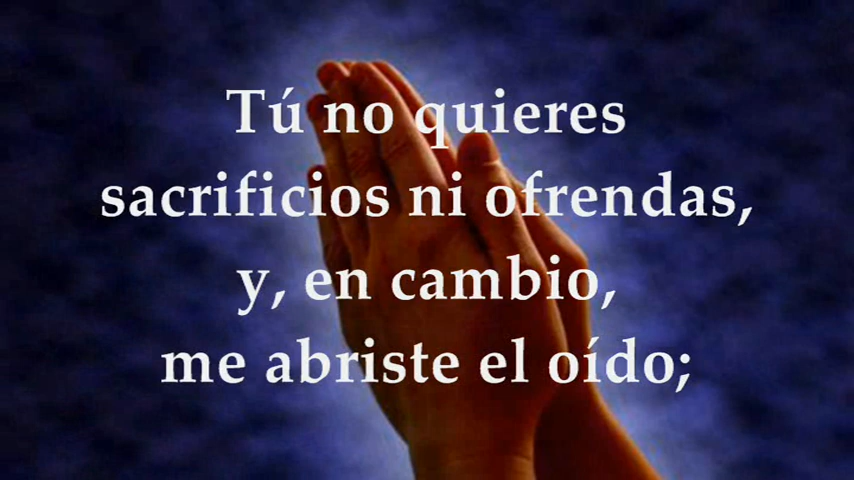 Tú no quieres
sacrificios ni ofrendas,
y, en cambio,
me abriste el oído;